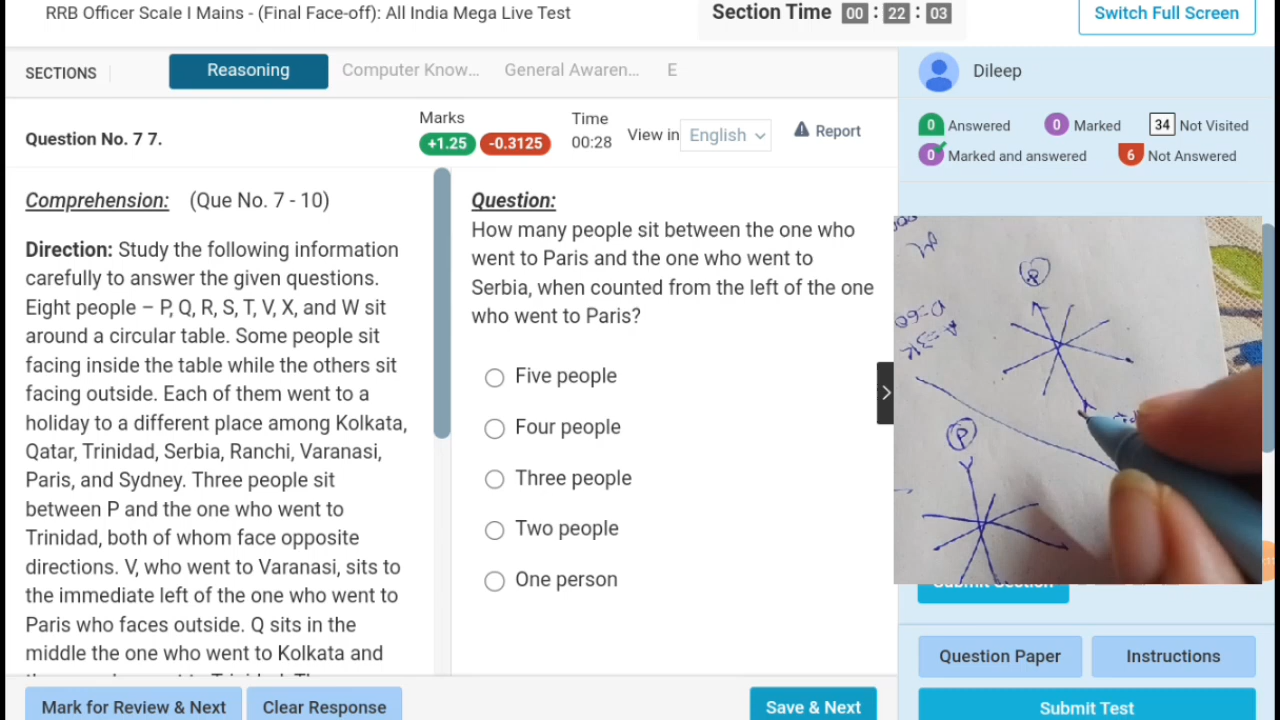 RRB Officer Scale I Mains - (Final Face-off): All India Mega Live Test
Section Time 00 : 22 : 03
Switch Full Screen
SECTIONS
Reasoning
Computer Know...
General Awaren...
E
Dileep
Question No. 7 7.
Marks
+1.25 -0.3125
Time
00:28
View in English
Report
0 Answered
0 Marked
34 Not Visited
0 Marked and answered
6 Not Answered
Comprehension: (Que No. 7 - 10)
Direction: Study the following information
carefully to answer the given questions.
Eight people – P, Q, R, S, T, V, X, and W sit
around a circular table. Some people sit
facing inside the table while the others sit
facing outside. Each of them went to a
holiday to a different place among Kolkata,
Qatar, Trinidad, Serbia, Ranchi, Varanasi,
Paris, and Sydney. Three people sit
between P and the one who went to
Trinidad, both of whom face opposite
directions. V, who went to Varanasi, sits to
the immediate left of the one who went to
Paris who faces outside. Q sits in the
middle the one who went to Kolkata and
Question:
How many people sit between the one who
went to Paris and the one who went to
Serbia, when counted from the left of the one
who went to Paris?
Five people
Four people
Three people
Two people
One person
P
Submit Section
Question Paper
Instructions
Mark for Review & Next
Clear Response
Save & Next
Submit Test